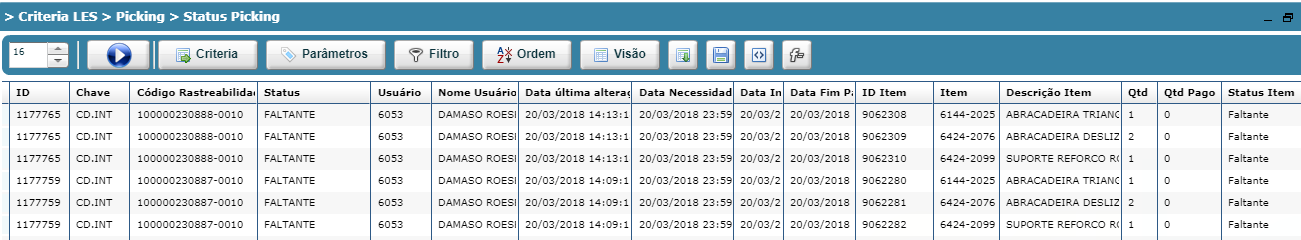 > Criteria LES > Picking > Status Picking
16 Criteria Parâmetros Filtro Ordem Visão
ID Chave Código Rastreabilidad Status Usuário Nome Usuário Data última alteraç Data Necessidad Data In Data Fim Pa ID Item Item Descrição Item Qtd Qtd Pago Status Item
1177765 CD.INT 100000230888-0010 FALTANTE 6053 DAMASO ROESI 20/03/2018 14:13:1 20/03/2018 23:59 20/03/2 20/03/2018 9062308 6144-2025 ABRACADEIRA TRIANG 1 0 Faltante
1177765 CD.INT 100000230888-0010 FALTANTE 6053 DAMASO ROESI 20/03/2018 14:13:1 20/03/2018 23:59 20/03/2 20/03/2018 9062309 6424-2076 ABRACADEIRA DESLIZ 2 0 Faltante
1177765 CD.INT 100000230888-0010 FALTANTE 6053 DAMASO ROESI 20/03/2018 14:13:1 20/03/2018 23:59 20/03/2 20/03/2018 9062310 6424-2099 SUPORTE REFORCO RO 1 0 Faltante
1177759 CD.INT 100000230887-0010 FALTANTE 6053 DAMASO ROESI 20/03/2018 14:09:1 20/03/2018 23:59 20/03/2 20/03/2018 9062280 6144-2025 ABRACADEIRA TRIANG 1 0 Faltante
1177759 CD.INT 100000230887-0010 FALTANTE 6053 DAMASO ROESI 20/03/2018 14:09:1 20/03/2018 23:59 20/03/2 20/03/2018 9062281 6424-2076 ABRACADEIRA DESLIZ 2 0 Faltante
1177759 CD.INT 100000230887-0010 FALTANTE 6053 DAMASO ROESI 20/03/2018 14:09:1 20/03/2018 23:59 20/03/2 20/03/2018 9062282 6424-2099 SUPORTE REFORCO RO 1 0 Faltante